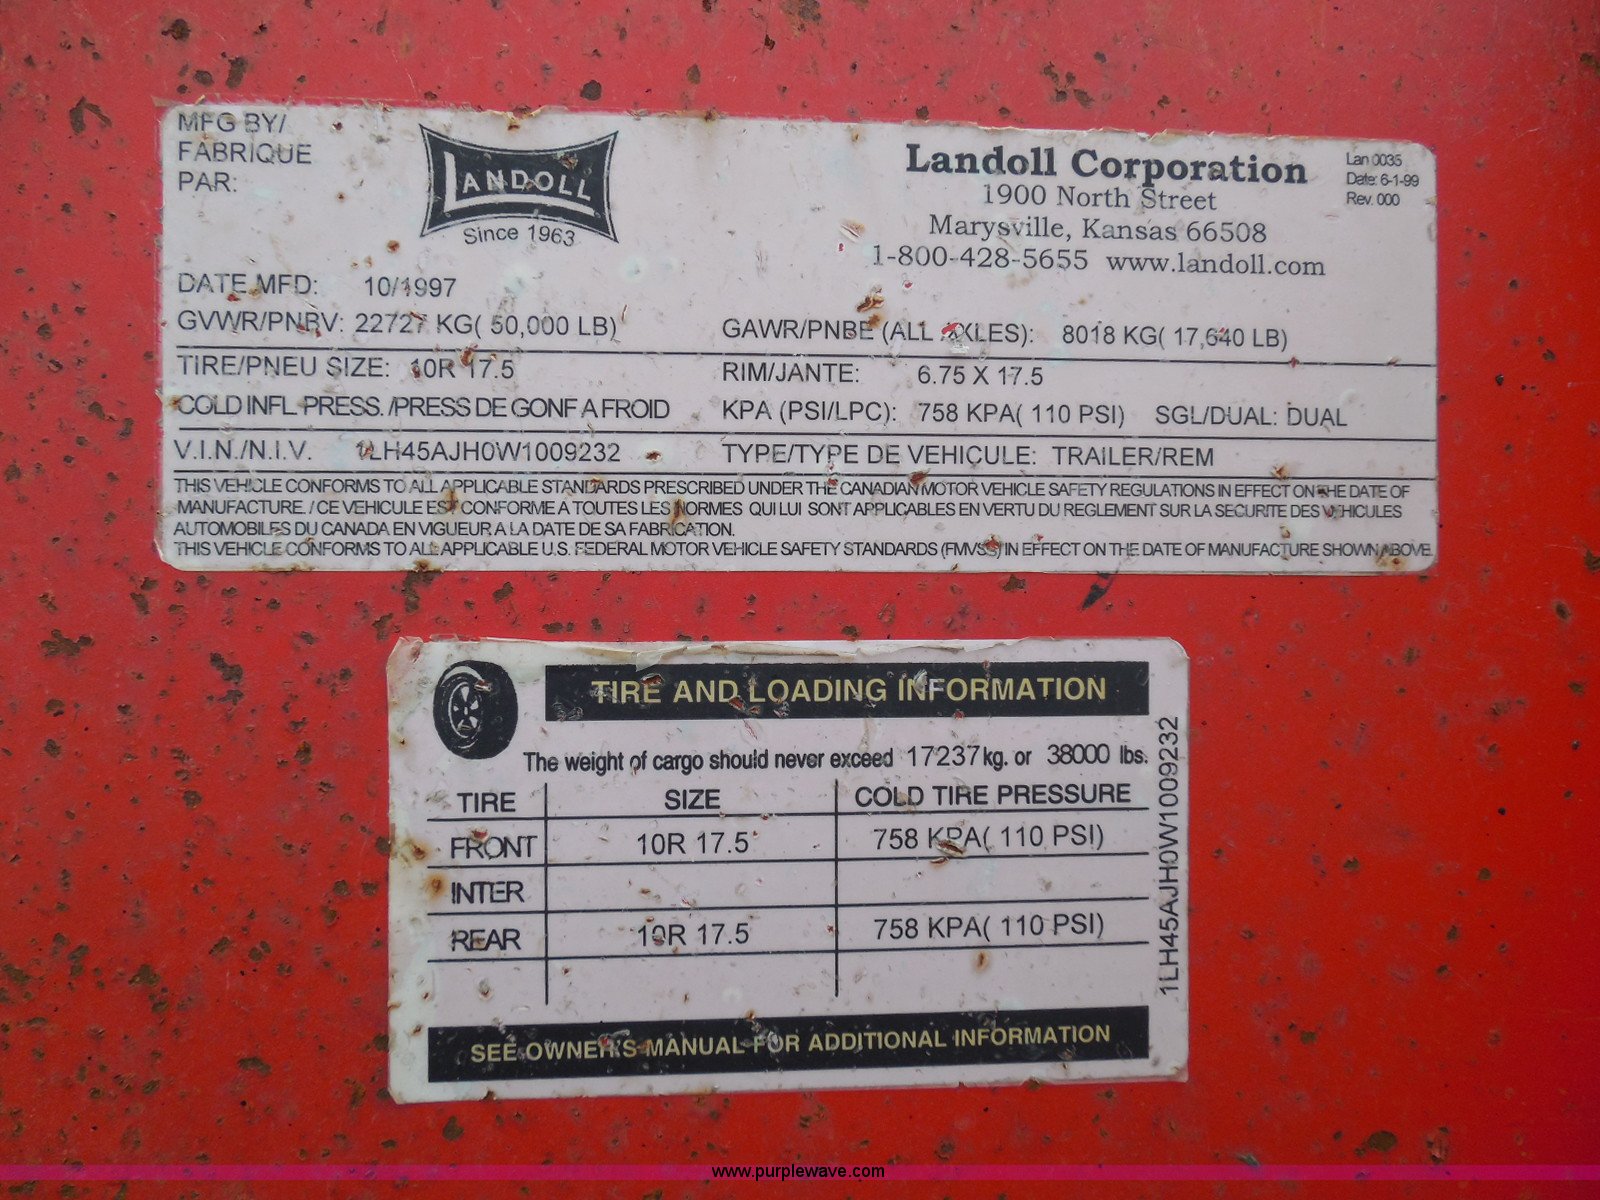 MFG BY/
FABRIQUE
PAR:
LANDOLL
Since 1963
Landoll Corporation
1900 North Street
Marysville, Kansas 66508
1-800-428-5655 www.landoll.com
Lan 0035
Date: 6-1-99
Rev. 000
DATE MFD: 10/1997
GVWR/PNBV: 22727 KG( 50,000 LB) GAWR/PNBE (ALL AXLES): 8018 KG( 17,640 LB)
TIRE/PNEU SIZE: 10R 17.5 RIM/JANTE: 6.75 X 17.5
COLD INFL PRESS. /PRESS DE GONF A FROID KPA (PSI/LPC): 758 KPA( 110 PSI) SGL/DUAL: DUAL
V.I.N./N.I.V. 1LH45AJH0W1009232 TYPE/TYPE DE VEHICULE: TRAILER/REM
THIS VEHICLE CONFORMS TO ALL APPLICABLE STANDARDS PRESCRIBED UNDER THE CANADIAN MOTOR VEHICLE SAFETY REGULATIONS IN EFFECT ON THE DATE OF
MANUFACTURE. / CE VEHICULE EST CONFORME A TOUTES LES NORMES QUI LUI SONT APPLICABLES EN VERTU DU REGLEMENT SUR LA SECURITE DES VEHICULES
AUTOMOBILES DU CANADA EN VIGUEUR A LA DATE DE SA FABRICATION.
THIS VEHICLE CONFORMS TO ALL APPLICABLE U.S. FEDERAL MOTOR VEHICLE SAFETY STANDARDS (FMVSS) IN EFFECT ON THE DATE OF MANUFACTURE SHOWN ABOVE.
TIRE AND LOADING INFORMATION
The weight of cargo should never exceed 17237 kg. or 38000 lbs.
TIRE SIZE COLD TIRE PRESSURE
FRONT 10R 17.5 758 KPA( 110 PSI)
INTER
REAR 10R 17.5 758 KPA( 110 PSI)
1LH45AJH0W1009232
SEE OWNER'S MANUAL FOR ADDITIONAL INFORMATION
www.purplewave.com